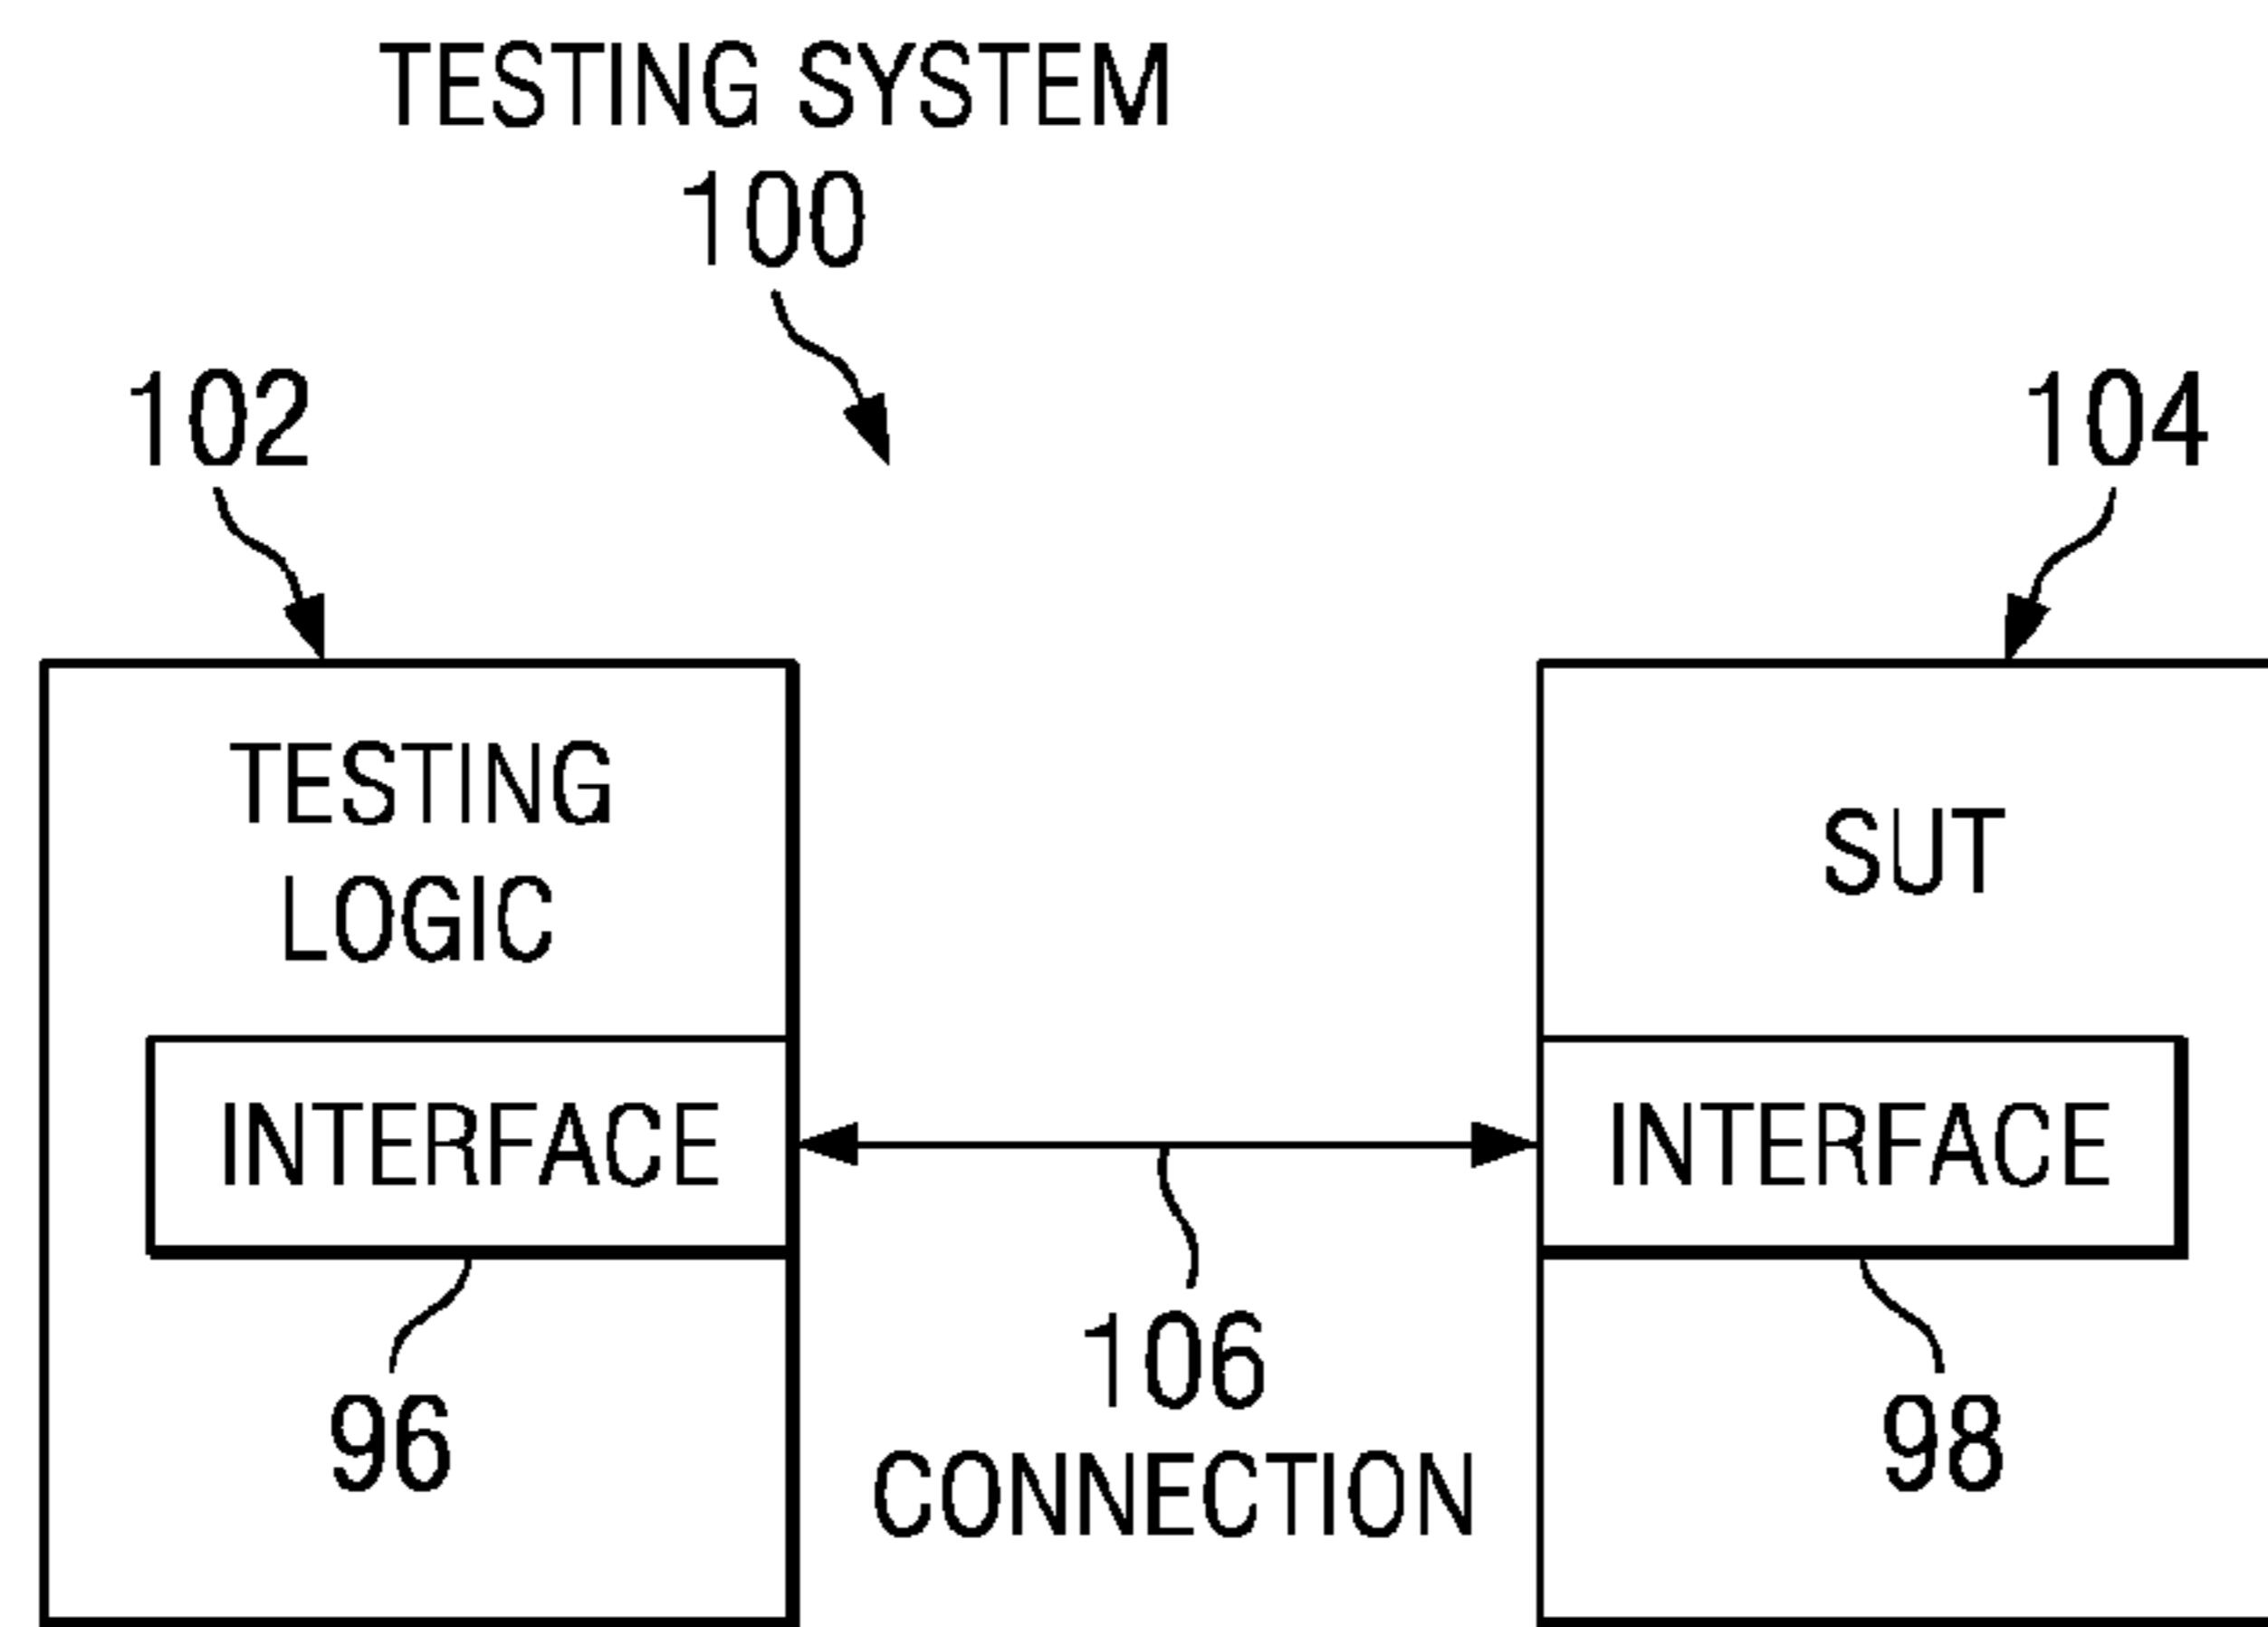 TESTING SYSTEM
100
102
104
TESTING
LOGIC
SUT
INTERFACE
INTERFACE
106
CONNECTION
96
98